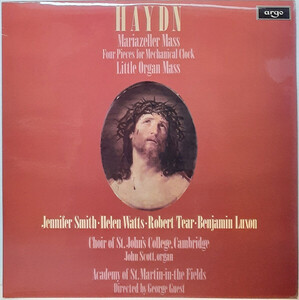 HAYDN
argo
Mariazeller Mass
Four Pieces for Mechanical Clock
Little Organ Mass
Jennifer Smith · Helen Watts · Robert Tear · Benjamin Luxon
Choir of St. John's College, Cambridge
John Scott, organ
Academy of St. Martin-in-the-Fields
Directed by George Guest